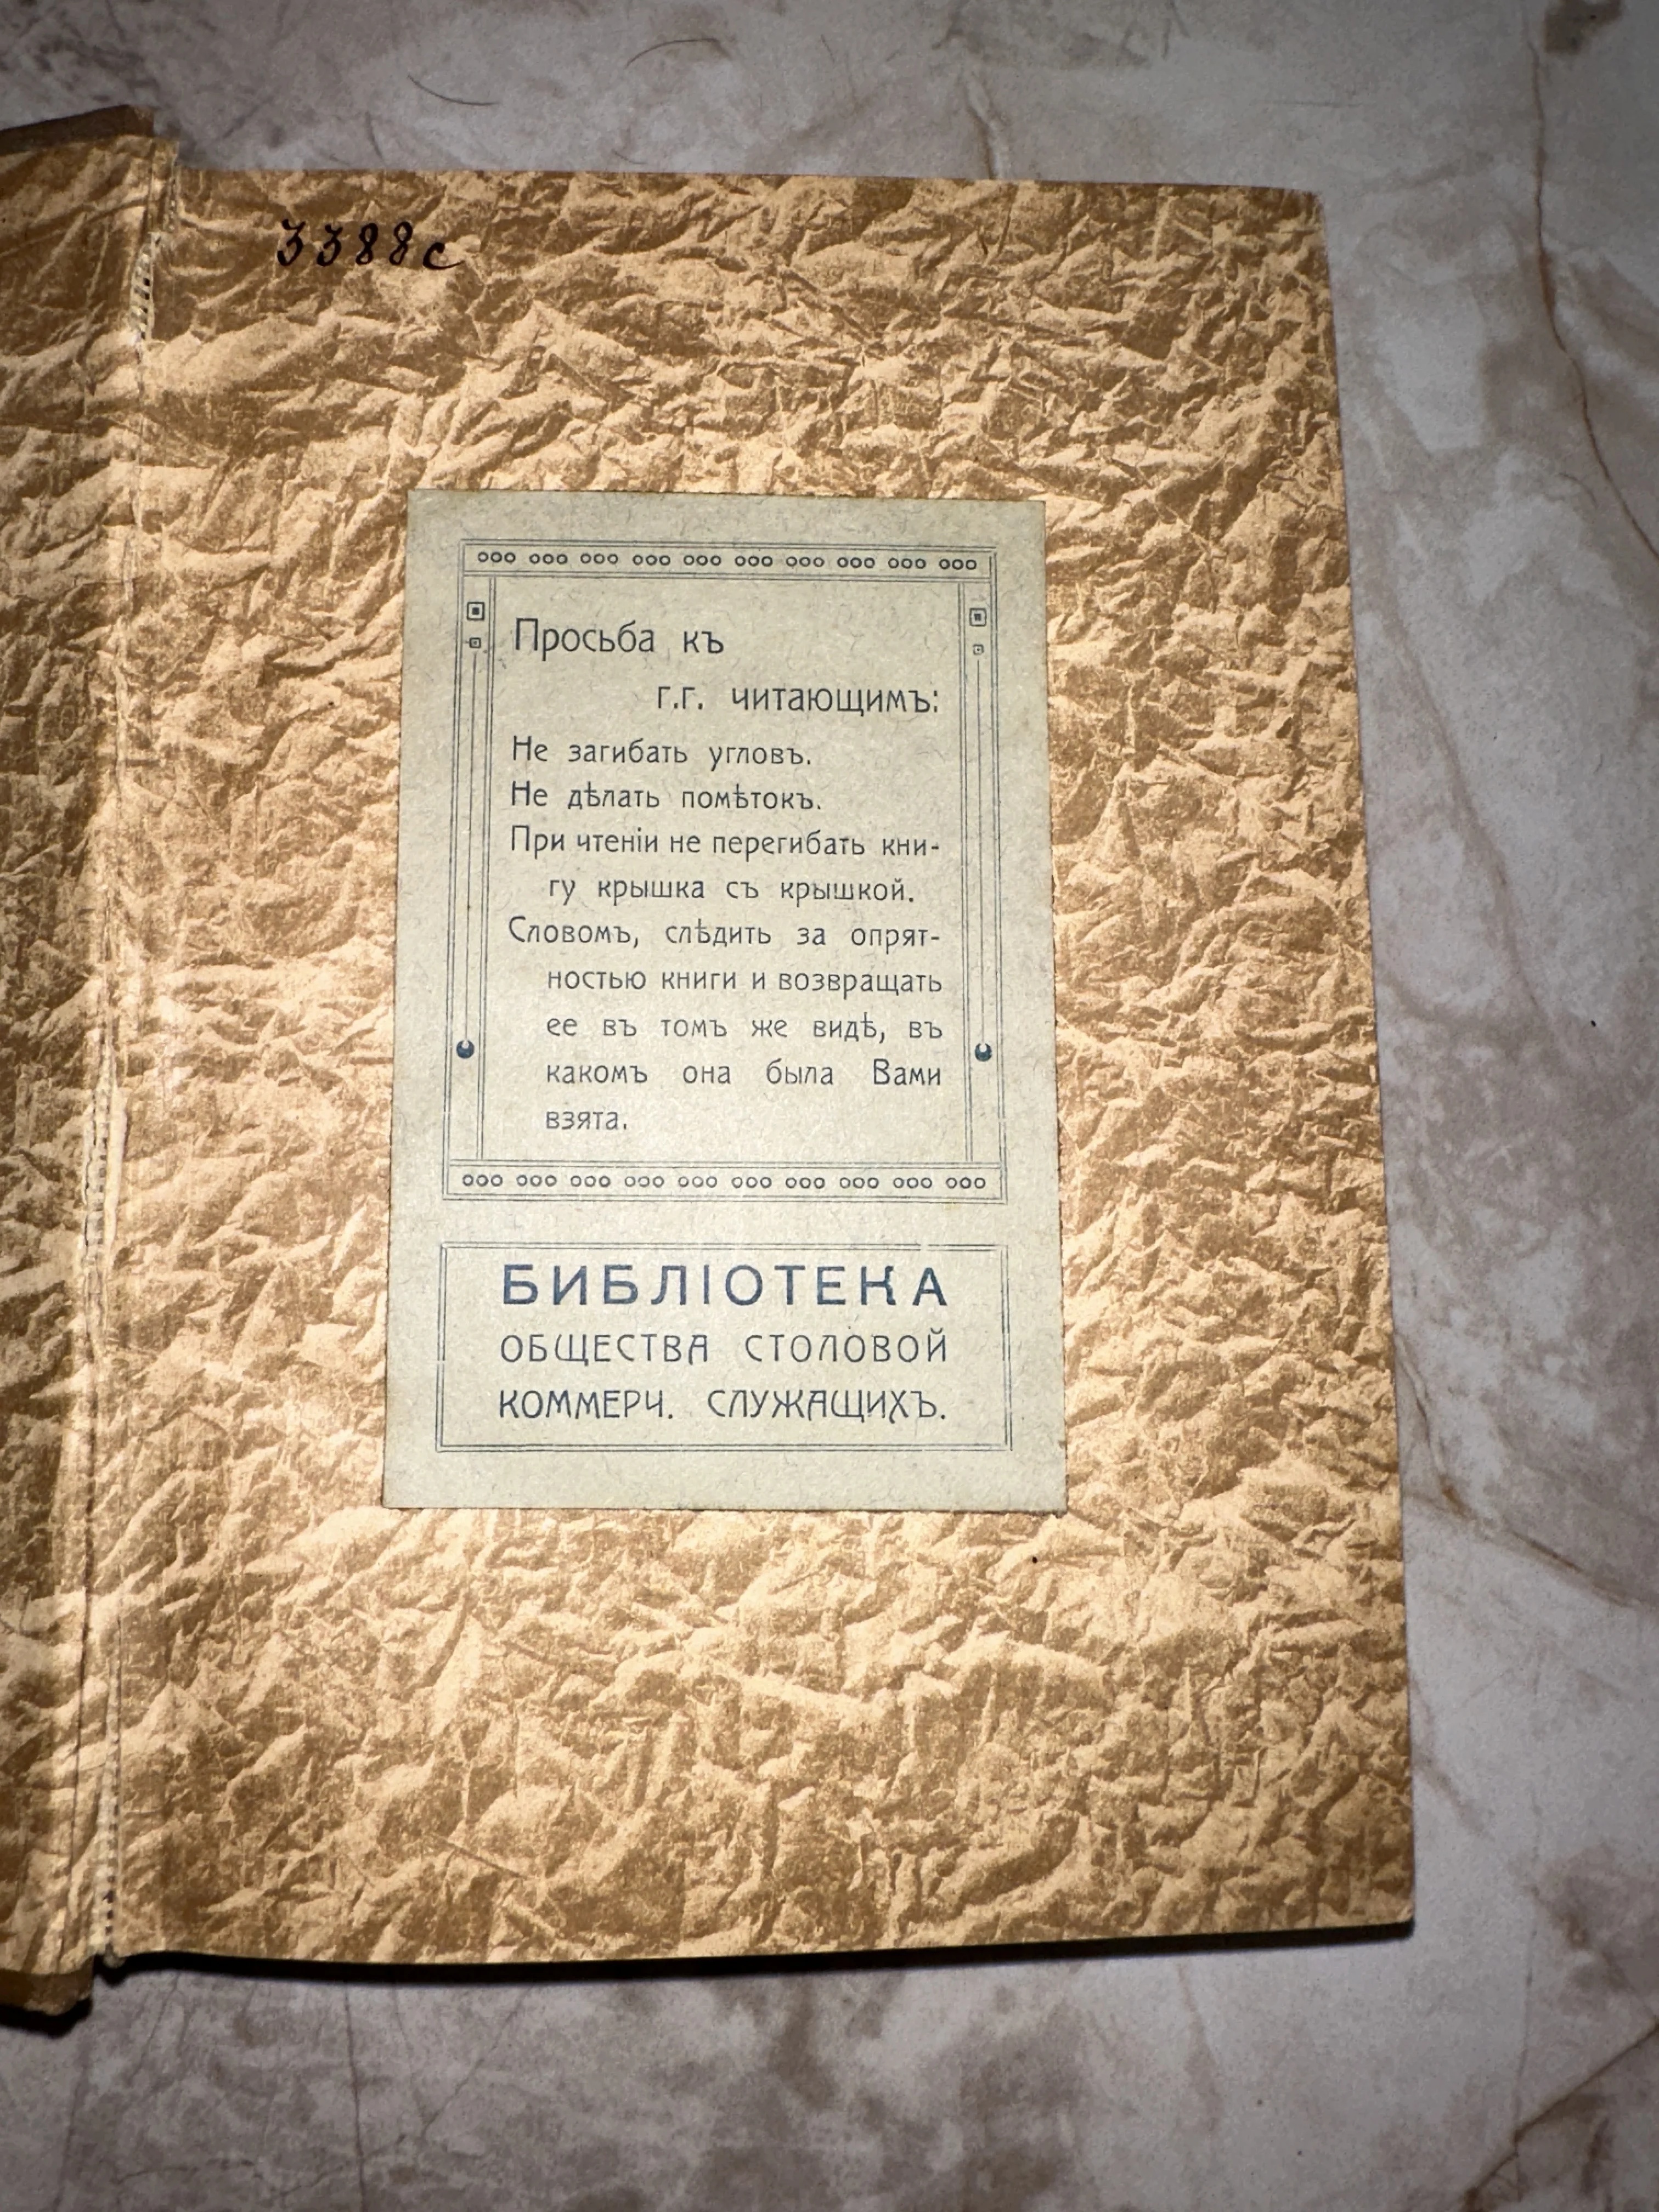 3388с
Просьба къ
г.г. читающимъ:
Не загибать угловъ.
Не дѣлать помѣтокъ.
При чтеніи не перегибать кни-
гу крышка съ крышкой.
Словомъ, слѣдить за опрят-
ностью книги и возвращать
ее въ томъ же видѣ, въ
какомъ она была Вами
взята.
БИБЛІОТЕКА
ОБЩЕСТВА СТОЛОВОЙ
КОММЕРЧ. СЛУЖАЩИХЪ.